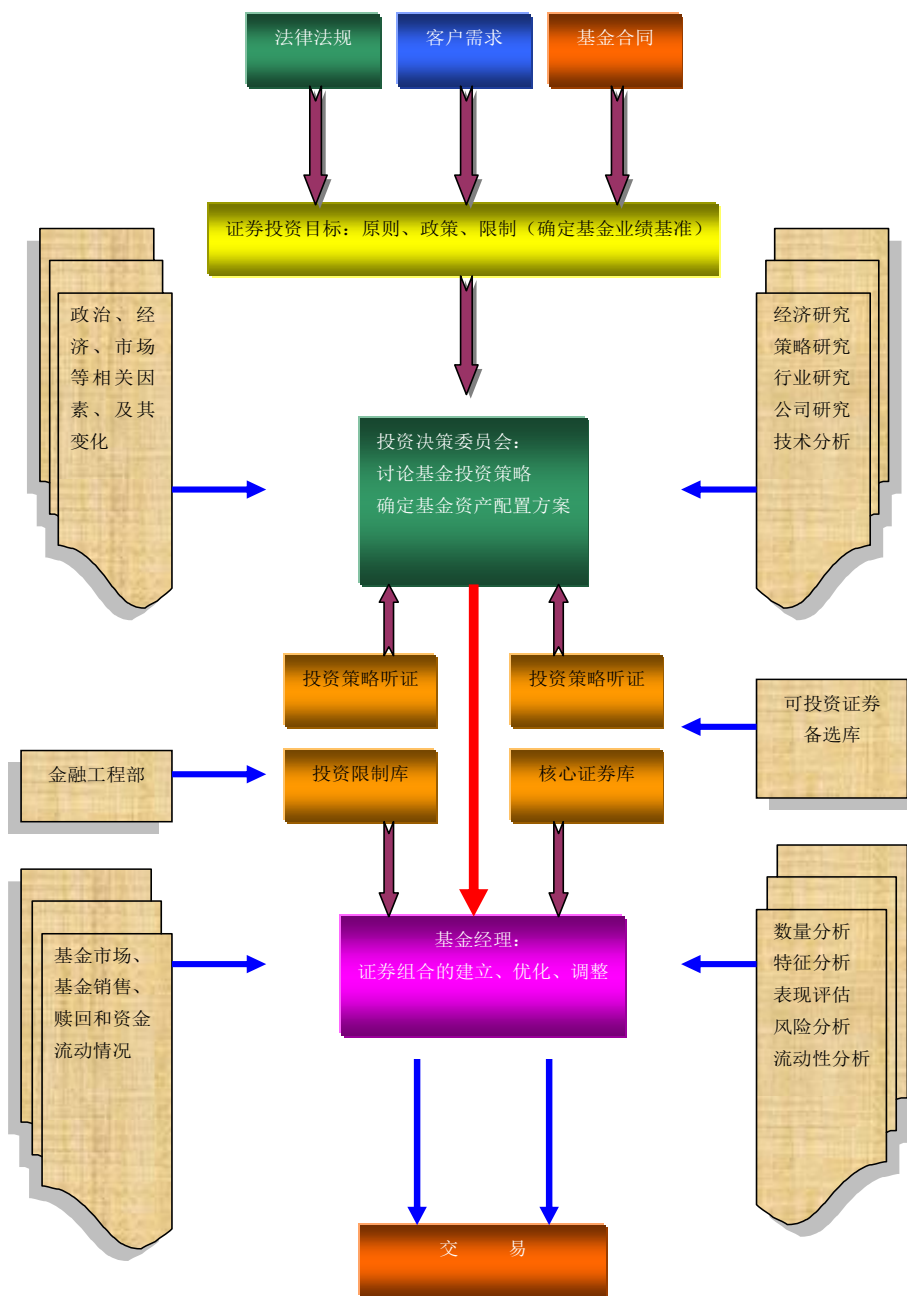 法律法规
客户需求
基金合同
证券投资目标：原则、政策、限制（确定基金业绩基准）
政治、经
济、市场
等相关因
素、及其
变化
经济研究
策略研究
行业研究
公司研究
技术分析
投资决策委员会：
讨论基金投资策略
确定基金资产配置方案
投资策略听证
投资策略听证
可投资证券
备选库
金融工程部
投资限制库
核心证券库
基金经理：
证券组合的建立、优化、调整
基金市场、
基金销售、
赎回和资金
流动情况
数量分析
特征分析
表现评估
风险分析
流动性分析
交 易